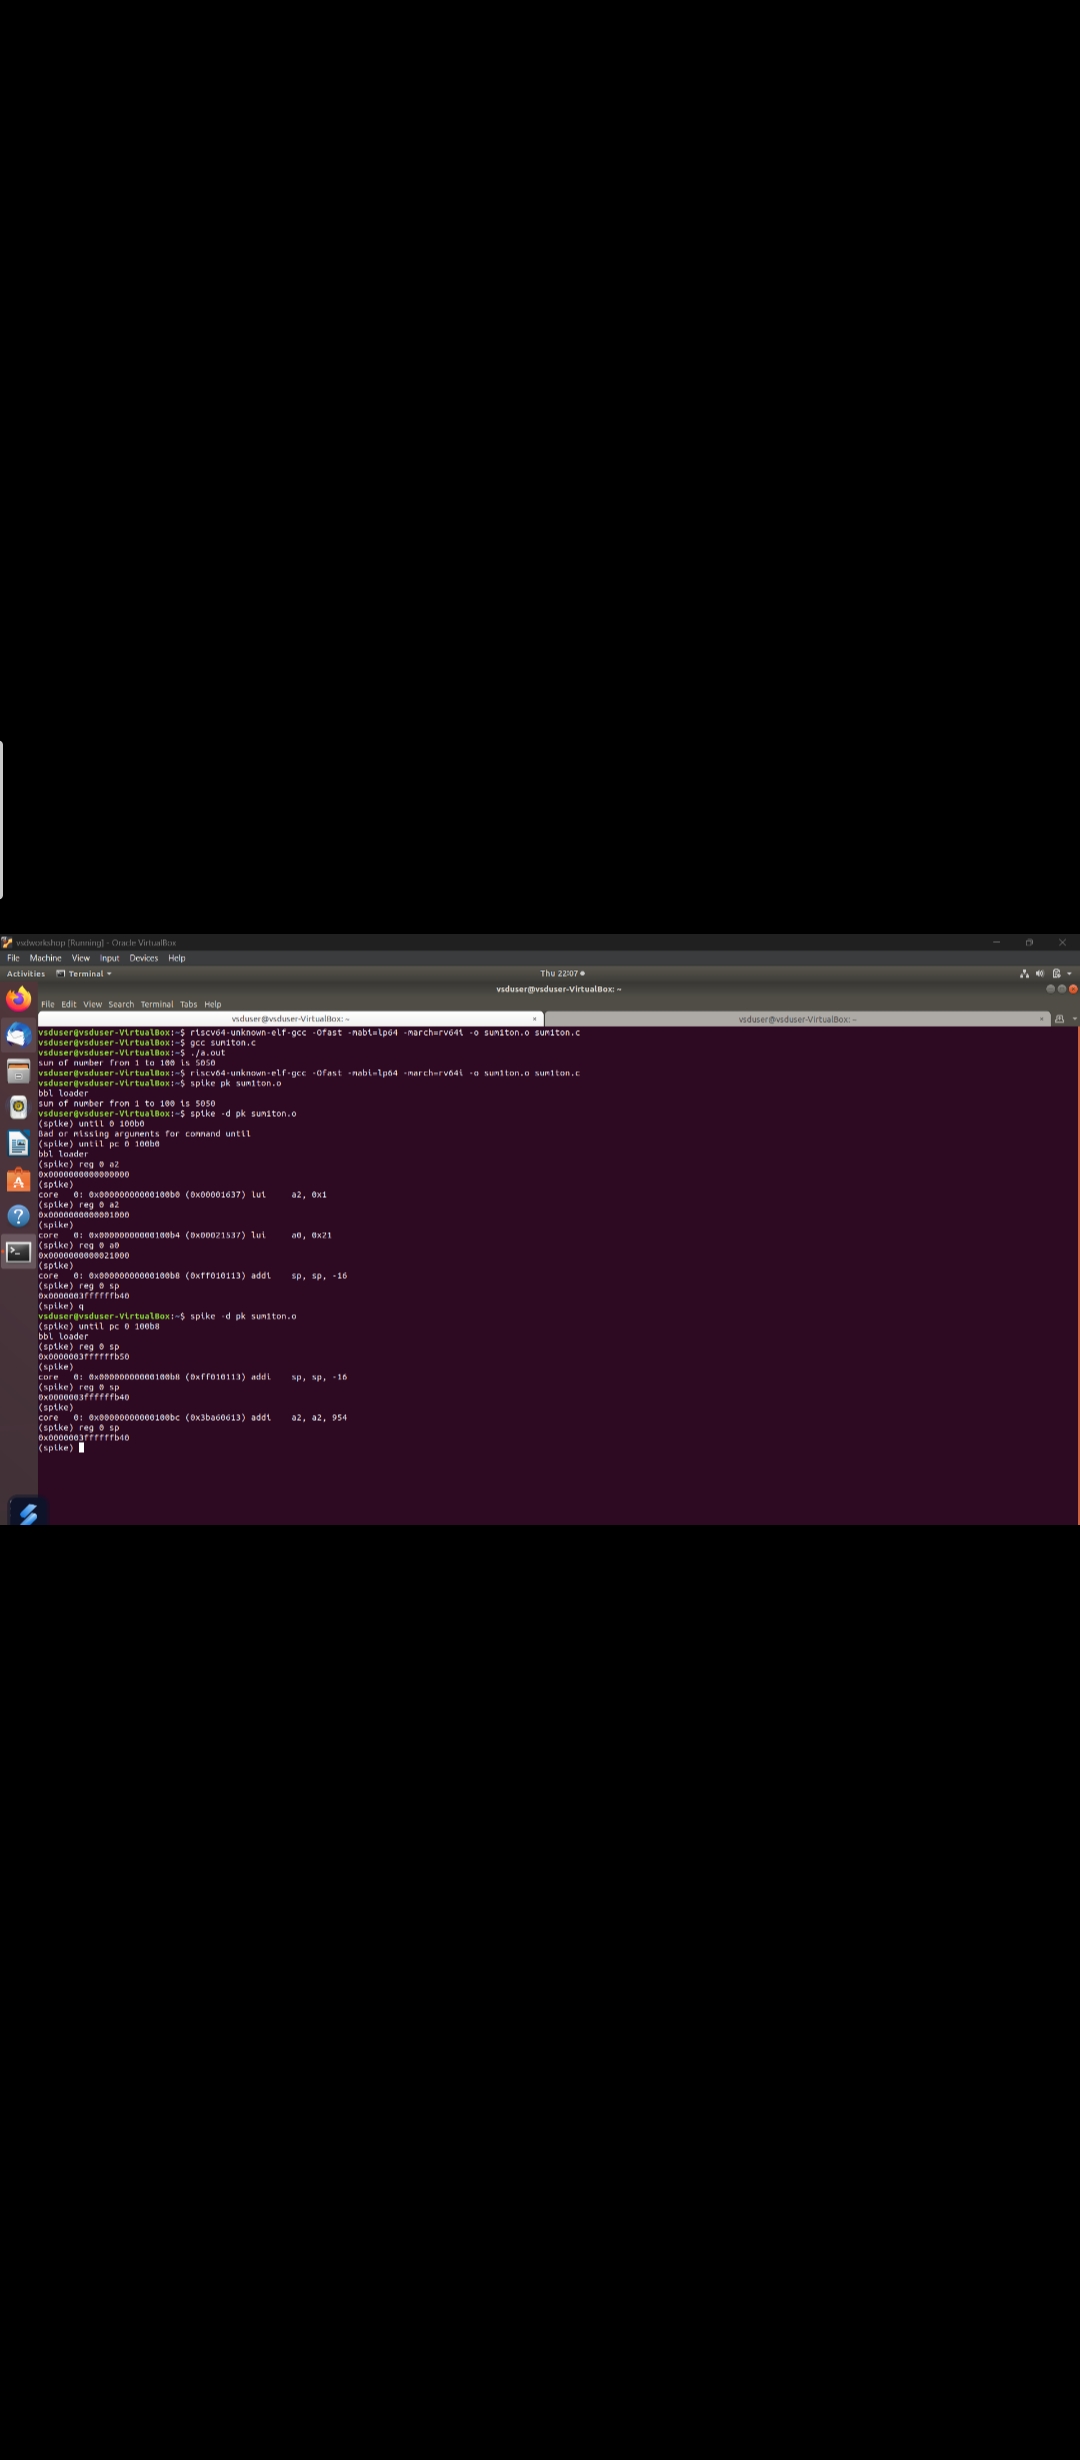 vsdworkshop [Running] - Oracle VirtualBox
File Machine View Input Devices Help
Activities Terminal Thu 22:07
vsduser@vsduser-VirtualBox: ~
File Edit View Search Terminal Tabs Help
vsduser@vsduser-VirtualBox: ~ × vsduser@vsduser-VirtualBox: ~ ×
vsduser@vsduser-VirtualBox:~$ riscv64-unknown-elf-gcc -Ofast -mabi=lp64 -march=rv64i -o sum1ton.o sum1ton.c
vsduser@vsduser-VirtualBox:~$ gcc sum1ton.c
vsduser@vsduser-VirtualBox:~$ ./a.out
sum of number from 1 to 100 is 5050
vsduser@vsduser-VirtualBox:~$ riscv64-unknown-elf-gcc -Ofast -mabi=lp64 -march=rv64i -o sum1ton.o sum1ton.c
vsduser@vsduser-VirtualBox:~$ spike pk sum1ton.o
bbl loader
sum of number from 1 to 100 is 5050
vsduser@vsduser-VirtualBox:~$ spike -d pk sum1ton.o
(spike) until 0 100b0
Bad or missing arguments for command until
(spike) until pc 0 100b0
bbl loader
(spike) reg 0 a2
0x0000000000000000
(spike)
core   0: 0x00000000000100b0 (0x00001637) lui     a2, 0x1
(spike) reg 0 a2
0x0000000000001000
(spike)
core   0: 0x00000000000100b4 (0x00021537) lui     a0, 0x21
(spike) reg 0 a0
0x0000000000021000
(spike)
core   0: 0x00000000000100b8 (0xff010113) addi    sp, sp, -16
(spike) reg 0 sp
0x0000003ffffffb40
(spike) q
vsduser@vsduser-VirtualBox:~$ spike -d pk sum1ton.o
(spike) until pc 0 100b8
bbl loader
(spike) reg 0 sp
0x0000003ffffffb50
(spike)
core   0: 0x00000000000100b8 (0xff010113) addi    sp, sp, -16
(spike) reg 0 sp
0x0000003ffffffb40
(spike)
core   0: 0x00000000000100bc (0x3ba60613) addi    a2, a2, 954
(spike) reg 0 sp
0x0000003ffffffb40
(spike)